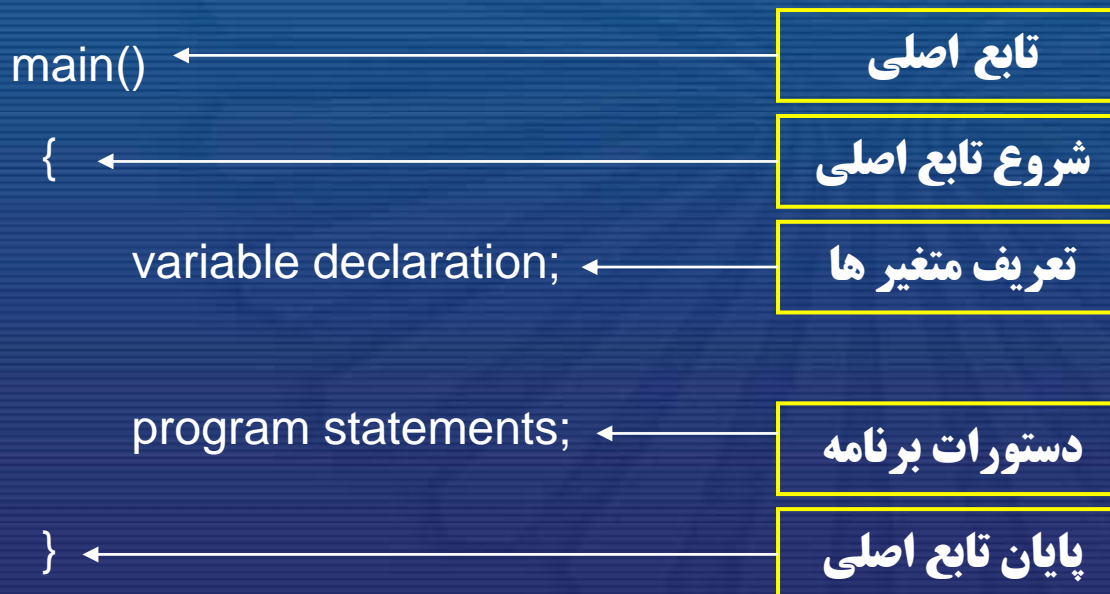 main() تابع اصلی
{ شروع تابع اصلی
variable declaration; تعریف متغیر ها
program statements; دستورات برنامه
} پایان تابع اصلی